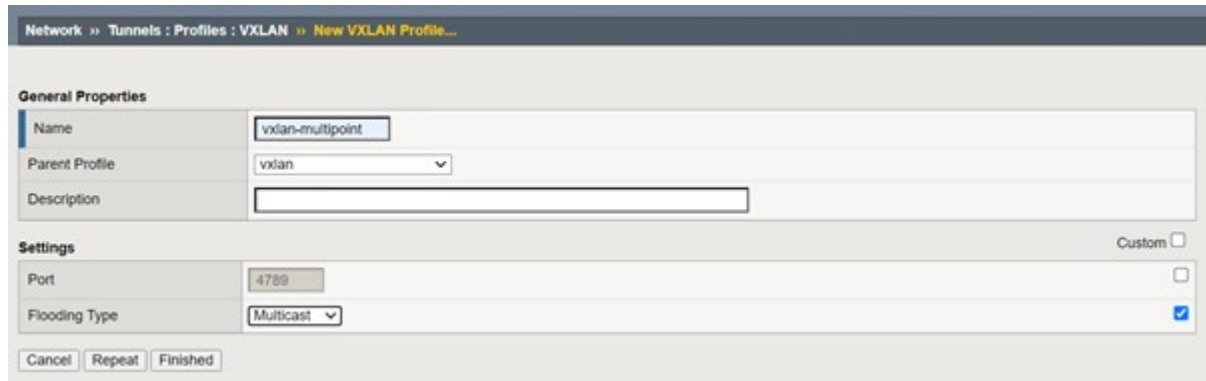 Network ›› Tunnels : Profiles : VXLAN ›› New VXLAN Profile...
General Properties
Name vxlan-multipoint
Parent Profile vxlan
Description
Settings Custom
Port 4789
Flooding Type Multicast
Cancel Repeat Finished